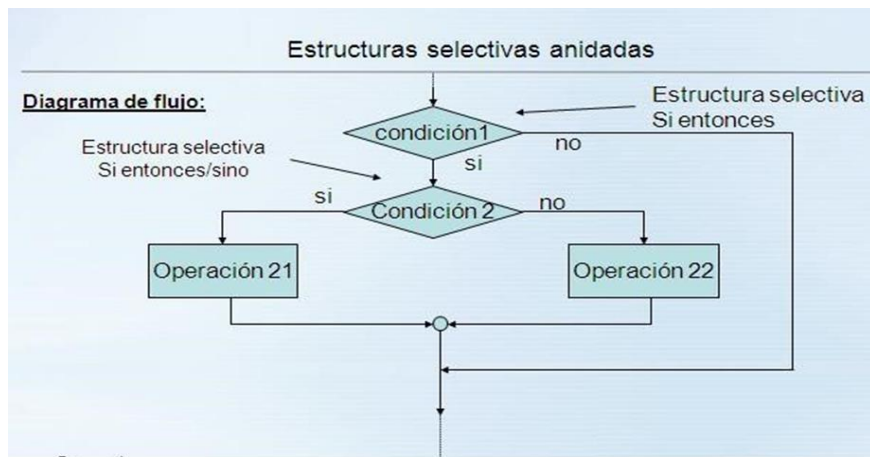 Estructuras selectivas anidadas
Diagrama de flujo:
Estructura selectiva
Si entonces
condición1
no
Estructura selectiva
Si entonces/sino
si
si
Condición 2
no
Operación 21
Operación 22